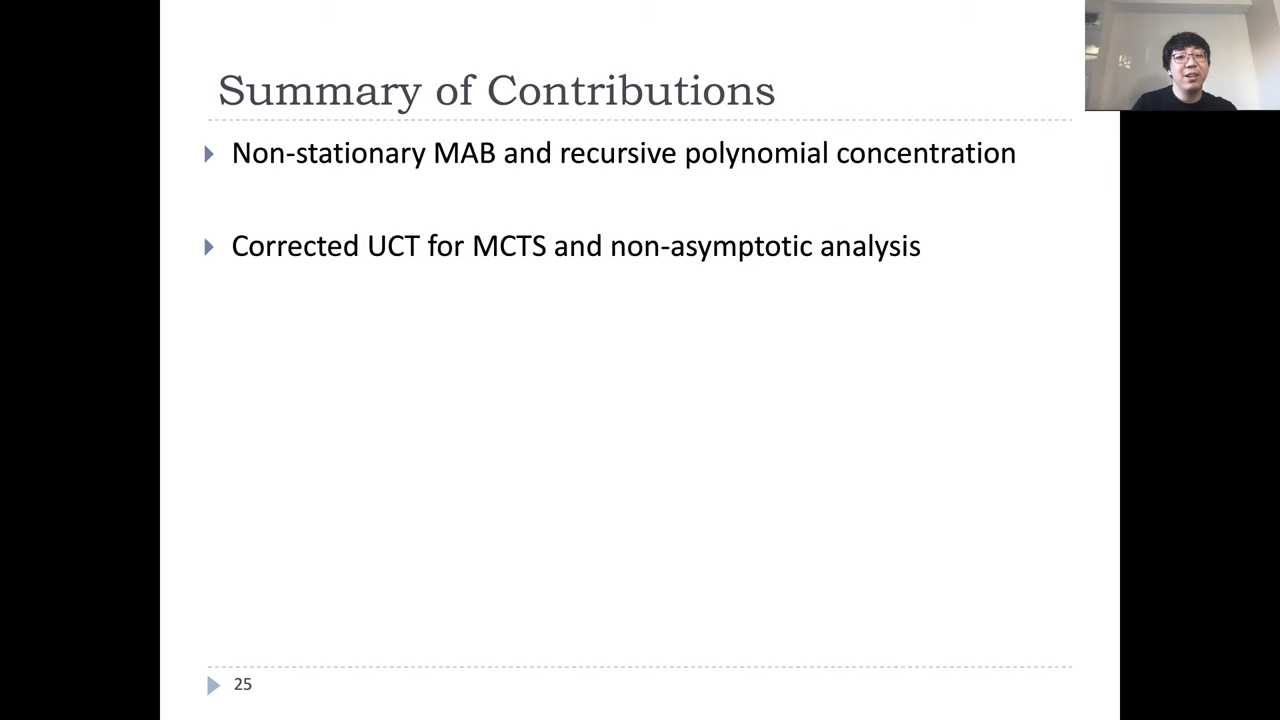 Summary of Contributions
Non-stationary MAB and recursive polynomial concentration
Corrected UCT for MCTS and non-asymptotic analysis
25